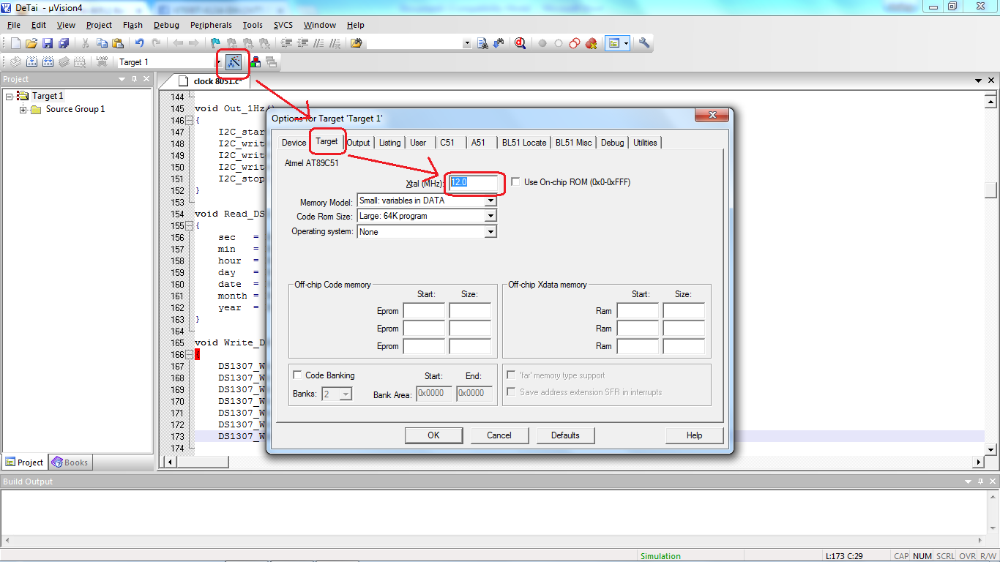 DeTai - µVision4
File Edit View Project Flash Debug Peripherals Tools SVCS Window Help
LOAD
Target 1
Project
clock 8051.c*
Target 1
Source Group 1
144
145 void Out_1Hz()
146 {
147 I2C_star
148 I2C_writ
149 I2C_writ
150 I2C_writ
151 I2C_stop
152 }
153
154 void Read_DS
155 {
156 sec =
157 min =
158 hour =
159 day =
160 date =
161 month =
162 year =
163 }
164
165 void Write_D
166 {
167 DS1307_W
168 DS1307_W
169 DS1307_W
170 DS1307_W
171 DS1307_W
172 DS1307_W
173 DS1307_W
174
Options for Target 'Target 1'
Device Target Output Listing User C51 A51 BL51 Locate BL51 Misc Debug Utilities
Atmel AT89C51
Xtal (MHz): 12.0
Use On-chip ROM (0x0-0xFFF)
Memory Model: Small: variables in DATA
Code Rom Size: Large: 64K program
Operating system: None
Off-chip Code memory
Start: Size:
Eprom
Eprom
Eprom
Off-chip Xdata memory
Start: Size:
Ram
Ram
Ram
Code Banking Start: End:
Banks: 2 Bank Area: 0x0000 0x0000
'far' memory type support
Save address extension SFR in interrupts
OK Cancel Defaults Help
Project Books
Build Output
Simulation L:173 C:29 CAP NUM SCRL OVR R/W